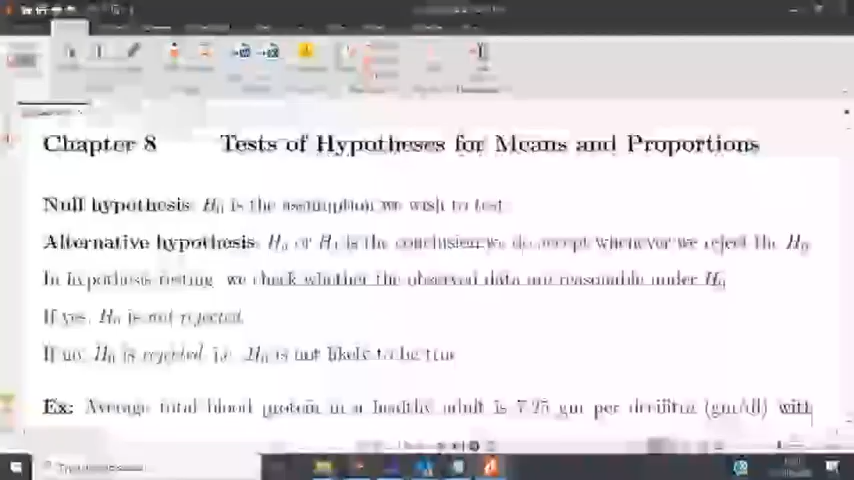 Chapter 8 Tests of Hypotheses for Means and Proportions
Null hypothesis: H₀ is the assumption we wish to test.
Alternative hypothesis: Hₐ or H₁ is the conclusion we do accept whenever we reject the H₀
In hypothesis testing, we check whether the observed data are reasonable under H₀
If yes, H₀ is not rejected.
If no, H₀ is rejected, i.e. H₀ is not likely to be true
Ex: Average total blood protein in a healthy adult is 7.25 gm per deciliter (gm/dl) with